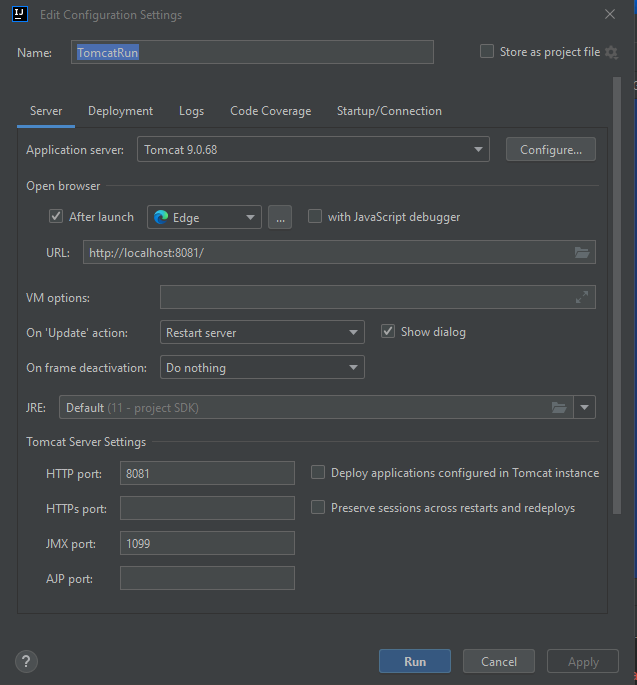 IJ Edit Configuration Settings
Name: TomcatRun Store as project file
Server Deployment Logs Code Coverage Startup/Connection
Application server: Tomcat 9.0.68 Configure...
Open browser
After launch Edge ... with JavaScript debugger
URL: http://localhost:8081/
VM options:
On 'Update' action: Restart server Show dialog
On frame deactivation: Do nothing
JRE: Default (11 - project SDK)
Tomcat Server Settings
HTTP port: 8081 Deploy applications configured in Tomcat instance
HTTPs port: Preserve sessions across restarts and redeploys
JMX port: 1099
AJP port:
? Run Cancel Apply